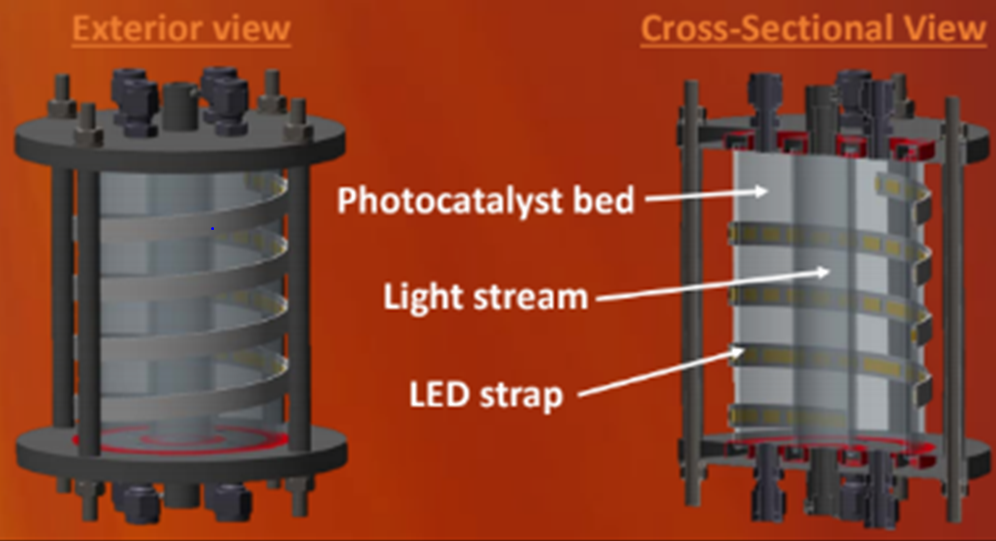 Exterior view
Cross-Sectional View
Photocatalyst bed
Light stream
LED strap